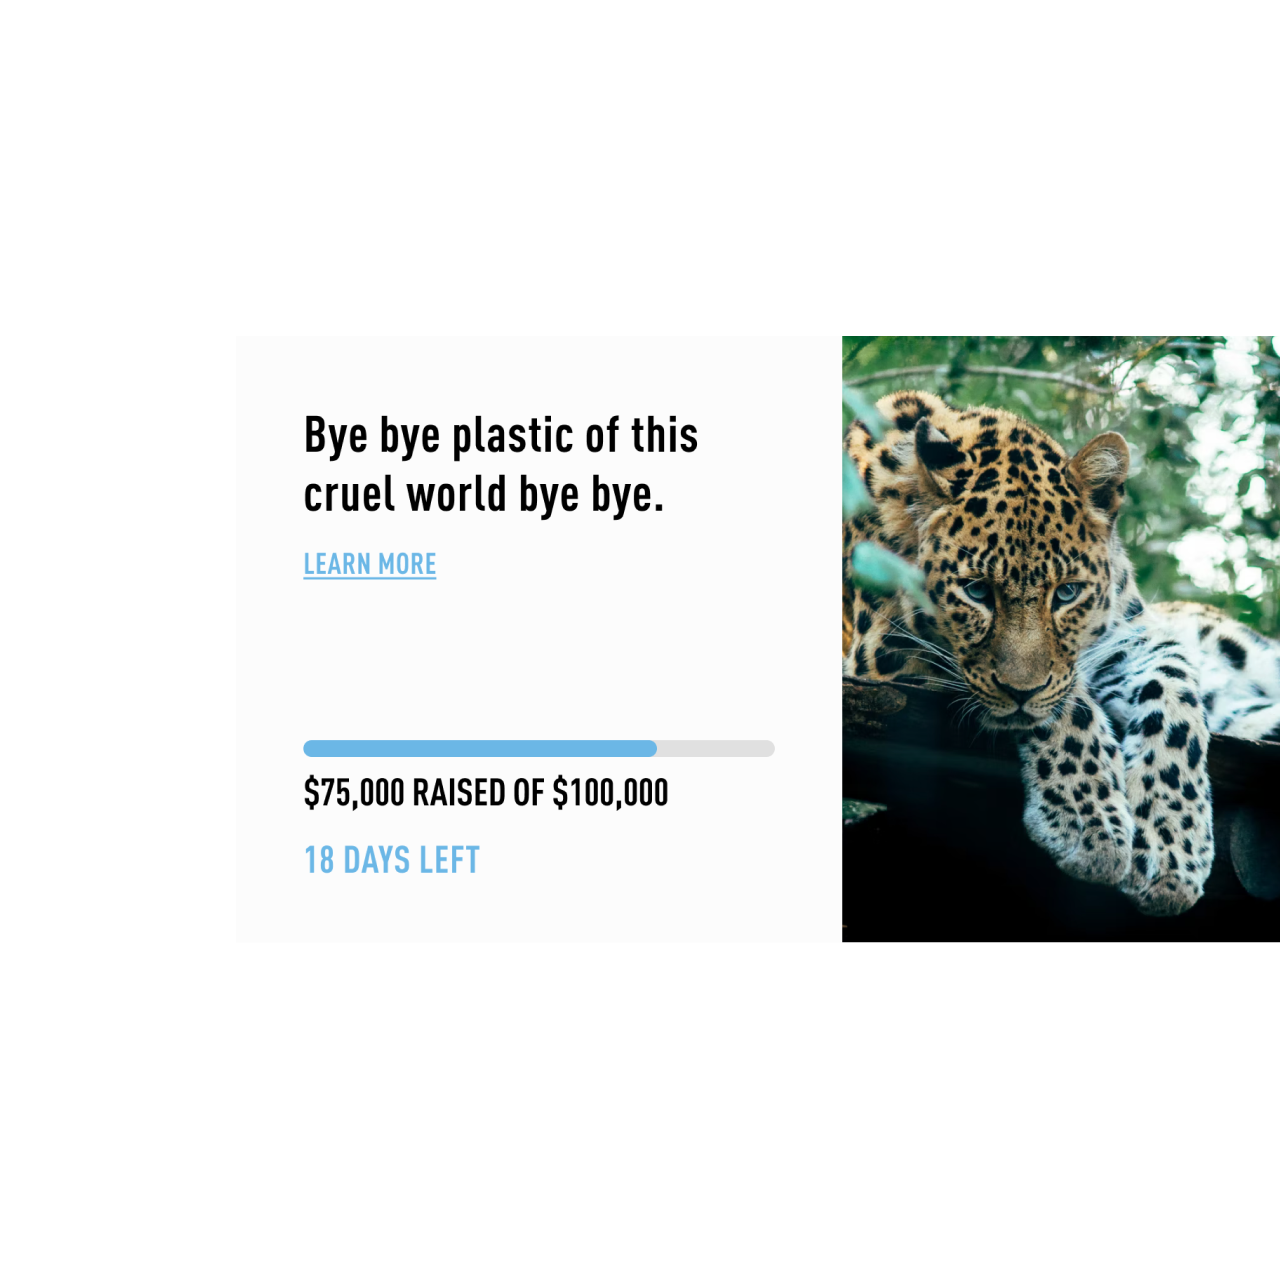 Bye bye plastic of this
cruel world bye bye.
LEARN MORE
$75,000 RAISED OF $100,000
18 DAYS LEFT